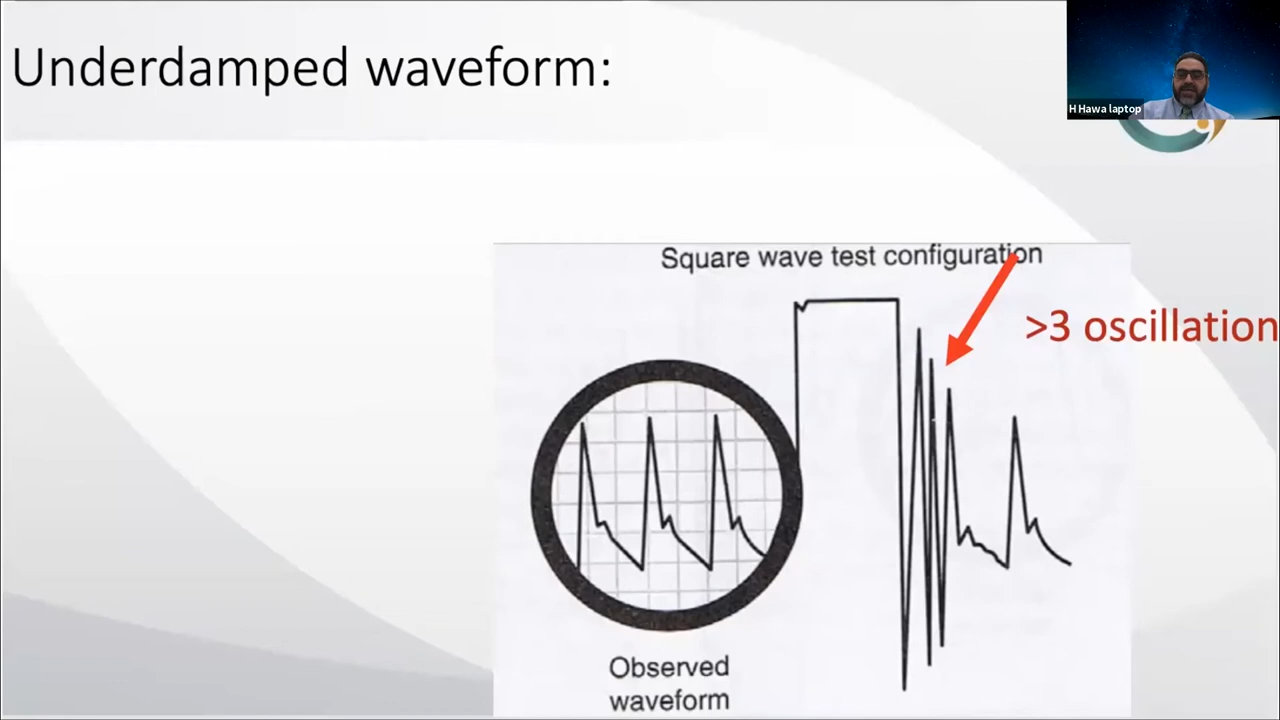 Underdamped waveform:
H Hawa laptop
Square wave test configuration
>3 oscillation
Observed
waveform